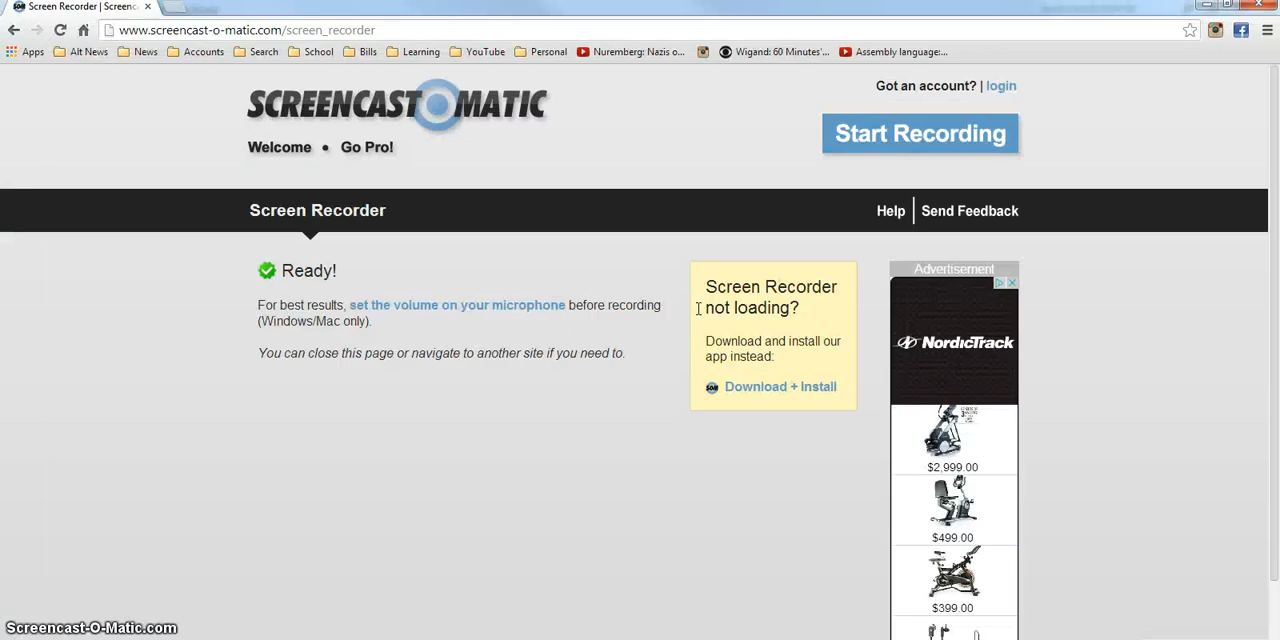 Screen Recorder | Screenc
www.screencast-o-matic.com/screen_recorder
Apps Alt News News Accounts Search School Bills Learning YouTube Personal Nuremberg: Nazis o... Wigand: 60 Minutes'... Assembly language:...
Got an account? | login
SCREENCAST MATIC
Start Recording
Welcome • Go Pro!
Screen Recorder
Help Send Feedback
Ready!
For best results, set the volume on your microphone before recording
(Windows/Mac only).
You can close this page or navigate to another site if you need to.
Screen Recorder
not loading?
Download and install our
app instead:
SOM Download + Install
Advertisement
NORDICTRACK
$2,999.00
$499.00
$399.00
Screencast-O-Matic.com